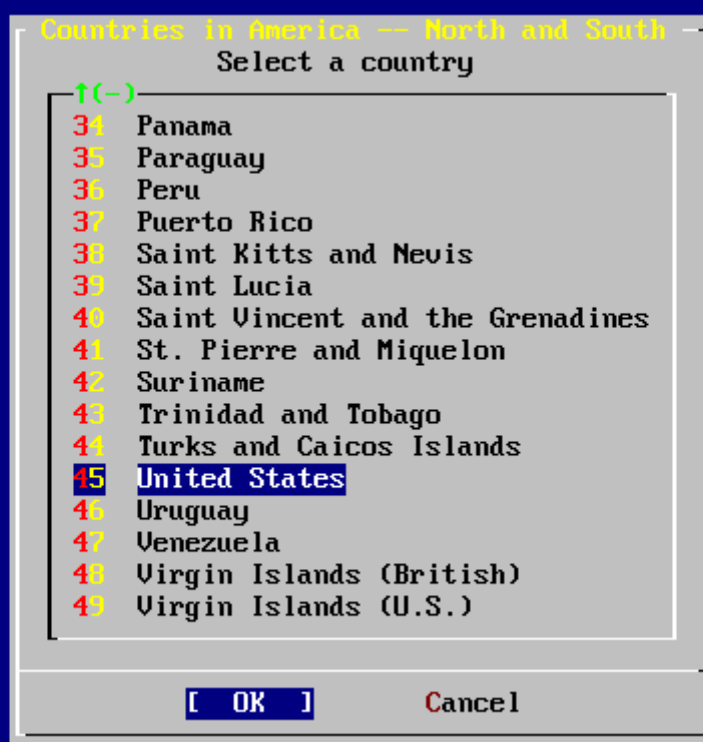 Countries in America -- North and South
Select a country
↑(-)
34 Panama
35 Paraguay
36 Peru
37 Puerto Rico
38 Saint Kitts and Nevis
39 Saint Lucia
40 Saint Vincent and the Grenadines
41 St. Pierre and Miquelon
42 Suriname
43 Trinidad and Tobago
44 Turks and Caicos Islands
45 United States
46 Uruguay
47 Venezuela
48 Virgin Islands (British)
49 Virgin Islands (U.S.)
[ OK ] Cancel